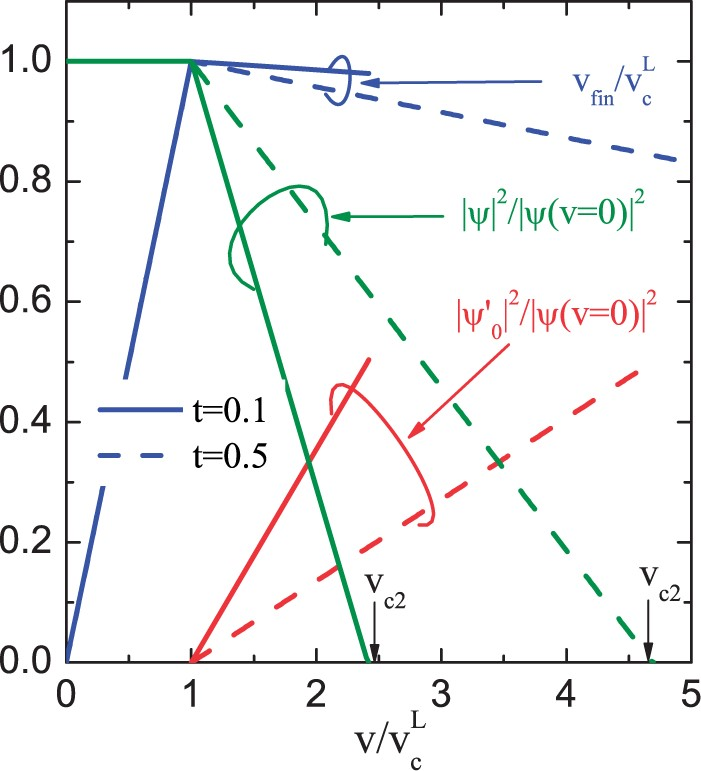 1.0
v_fin/v_c^L
0.8
|ψ|²/|ψ(v=0)|²
0.6
|ψ'₀|²/|ψ(v=0)|²
0.4
t=0.1
t=0.5
0.2
v_c2
v_c2
0.0
0 1 2 3 4 5
v/v_c^L